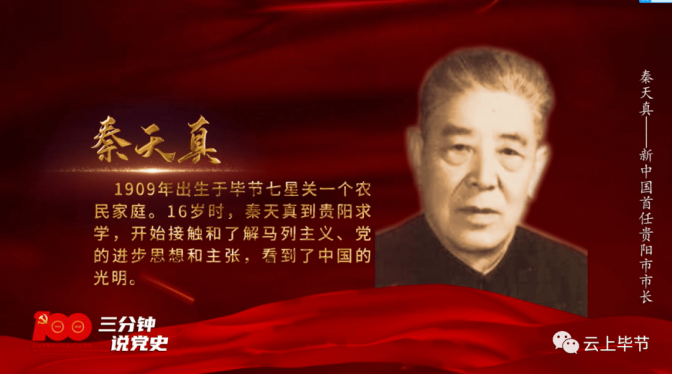 秦天真
1909年出生于毕节七星关一个农
民家庭。16岁时，秦天真到贵阳求
学，开始接触和了解马列主义、党
的进步思想和主张，看到了中国的
光明。
秦天真——新中国首任贵阳市市长
100
三分钟
说党史
云上毕节